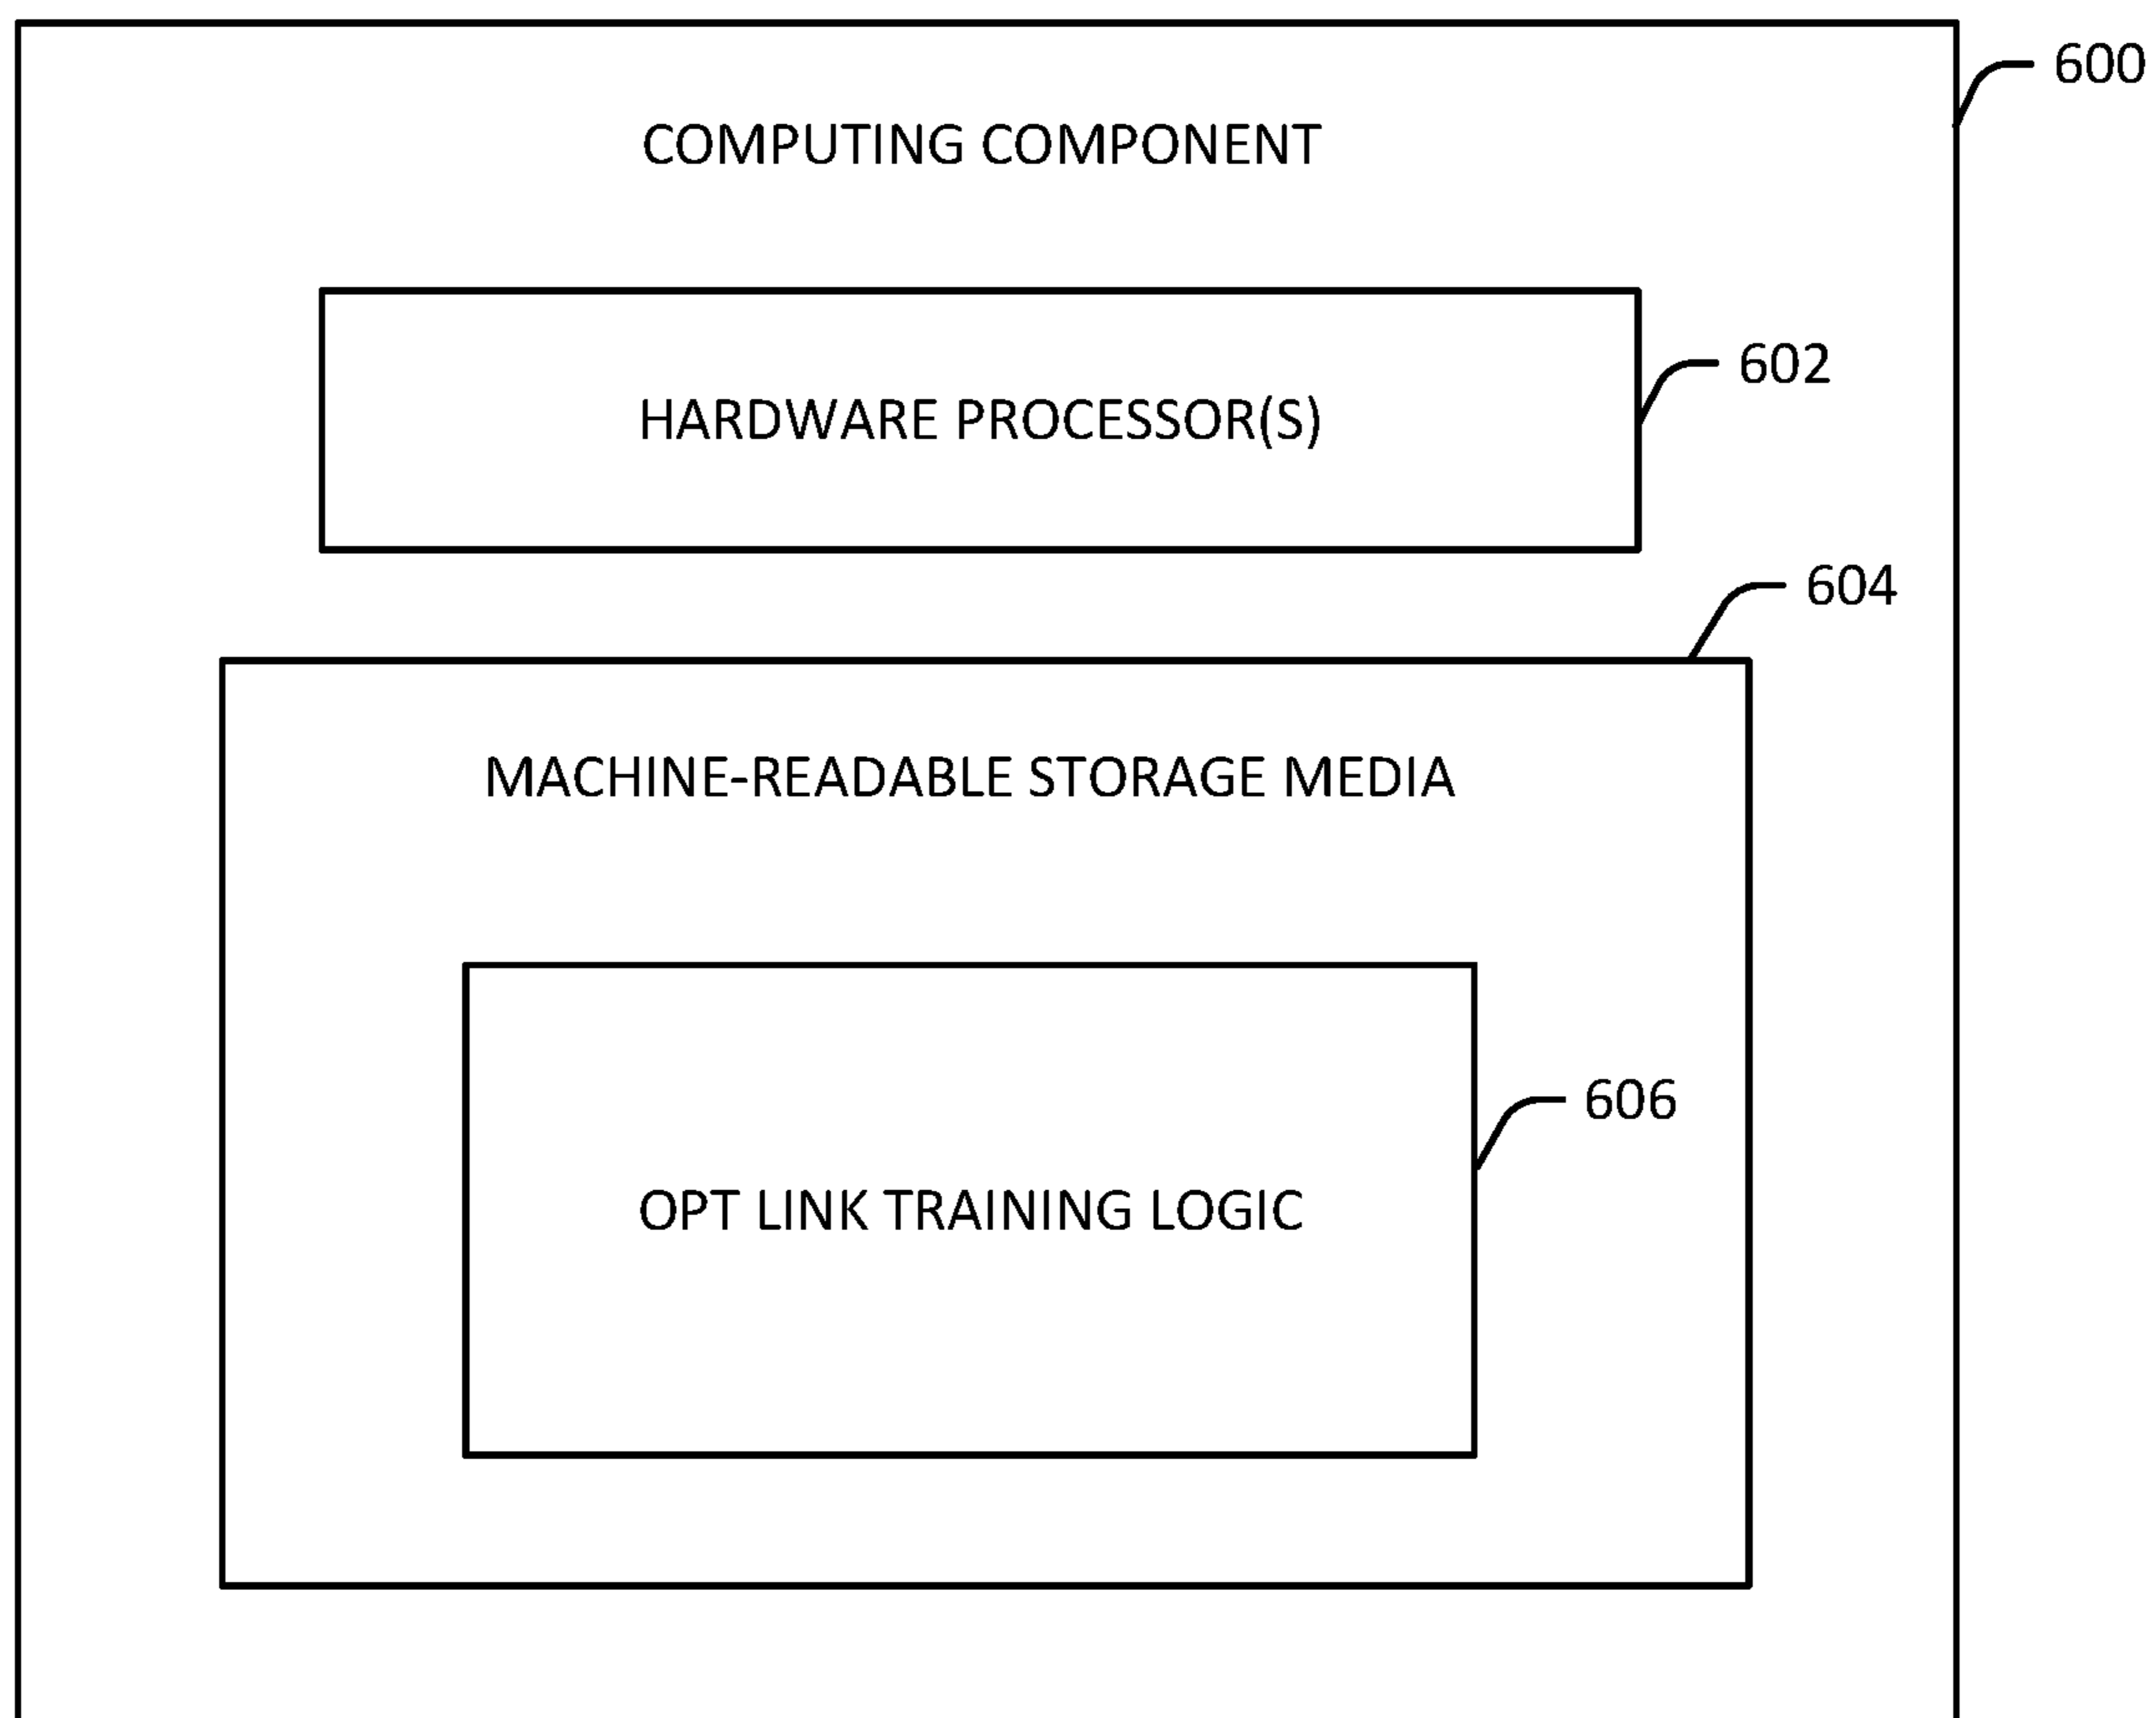 600
COMPUTING COMPONENT
602
HARDWARE PROCESSOR(S)
604
MACHINE-READABLE STORAGE MEDIA
606
OPT LINK TRAINING LOGIC